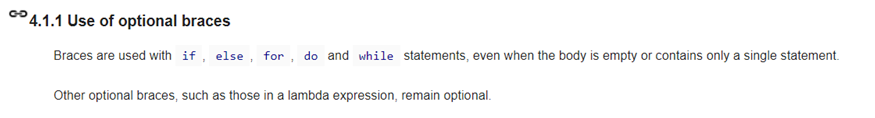 4.1.1 Use of optional braces
Braces are used with if, else, for, do and while statements, even when the body is empty or contains only a single statement.
Other optional braces, such as those in a lambda expression, remain optional.